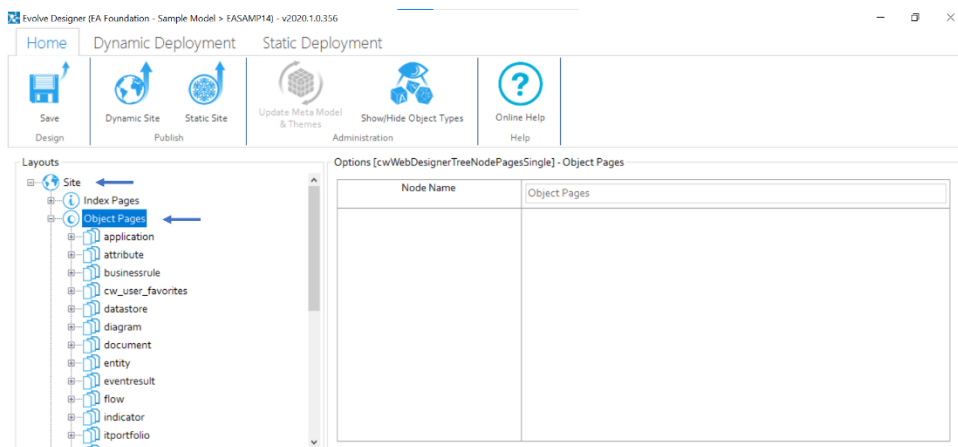 Evolve Designer (EA Foundation - Sample Model > EASAMP14) - v2020.1.0.356
Home Dynamic Deployment Static Deployment
Save
Dynamic Site
Static Site
Update Meta Model
& Themes
Show/Hide Object Types
Online Help
Design
Publish
Administration
Help
Layouts
Site
Index Pages
Object Pages
application
attribute
businessrule
cw_user_favorites
datastore
diagram
document
entity
eventresult
flow
indicator
itportfolio
Options [cwWebDesignerTreeNodePagesSingle] - Object Pages
Node Name
Object Pages